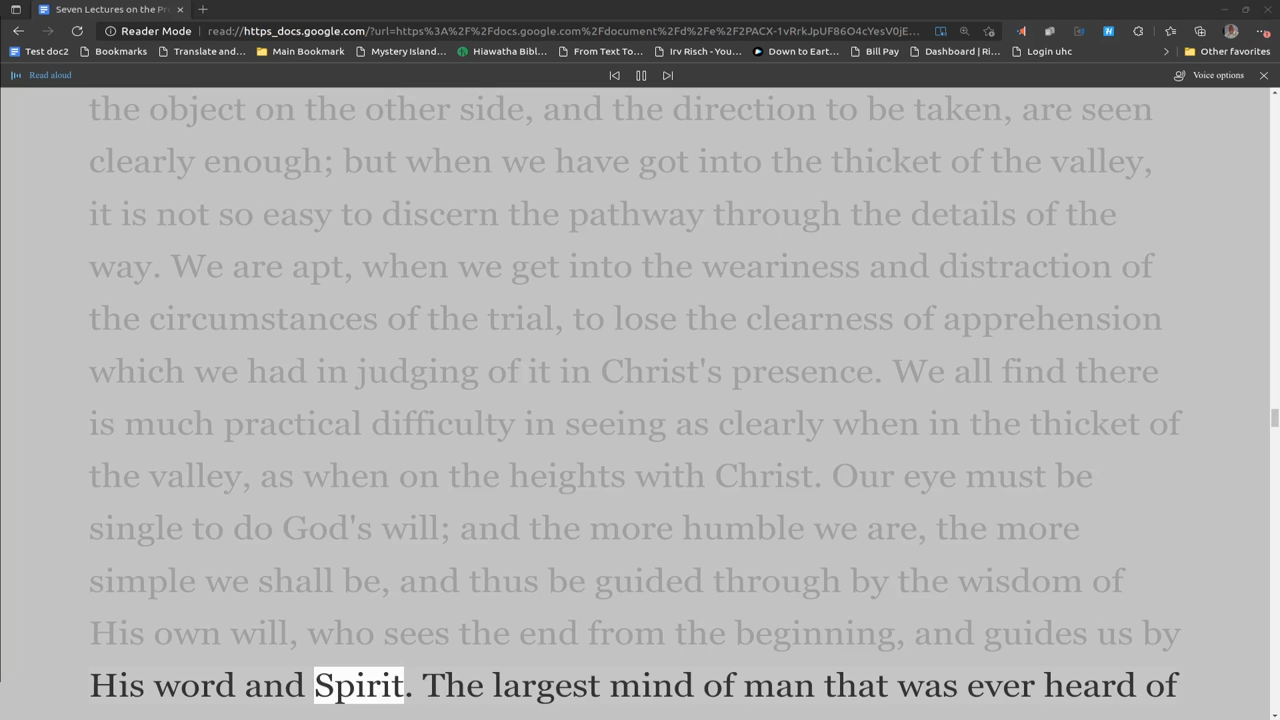 Seven Lectures on the Pr
Reader Mode
read://https_docs.google.com/?url=https%3A%2F%2Fdocs.google.com%2Fdocument%2Fd%2Fe%2F2PACX-1vRrkJpUF86O4cYesV0jE...
Test doc2
Bookmarks
Translate and...
Main Bookmark
Mystery Island...
Hiawatha Bibl...
From Text To...
Irv Risch - You...
Down to Eart...
Bill Pay
Dashboard | Ri...
Login uhc
Other favorites
Read aloud
Voice options
the object on the other side, and the direction to be taken, are seen
clearly enough; but when we have got into the thicket of the valley,
it is not so easy to discern the pathway through the details of the
way. We are apt, when we get into the weariness and distraction of
the circumstances of the trial, to lose the clearness of apprehension
which we had in judging of it in Christ's presence. We all find there
is much practical difficulty in seeing as clearly when in the thicket of
the valley, as when on the heights with Christ. Our eye must be
single to do God's will; and the more humble we are, the more
simple we shall be, and thus be guided through by the wisdom of
His own will, who sees the end from the beginning, and guides us by
His word and Spirit. The largest mind of man that was ever heard of